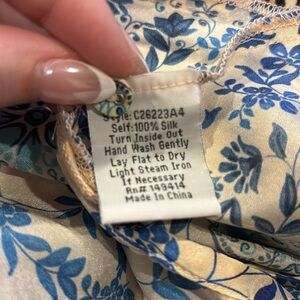 Style:C26223A4
Self:100% Silk
Turn Inside Out
Hand Wash Gently
Lay Flat to Dry
Light Steam Iron
If Necessary
Rn# 149414
Made In China